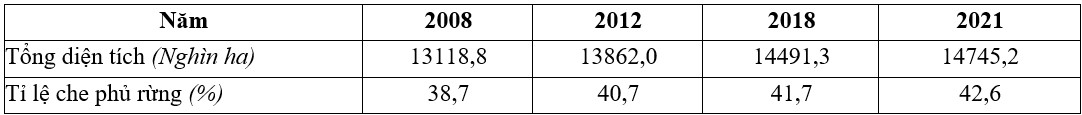 Năm 2008 2012 2018 2021
Tổng diện tích (Nghìn ha) 13118,8 13862,0 14491,3 14745,2
Tỉ lệ che phủ rừng (%) 38,7 40,7 41,7 42,6